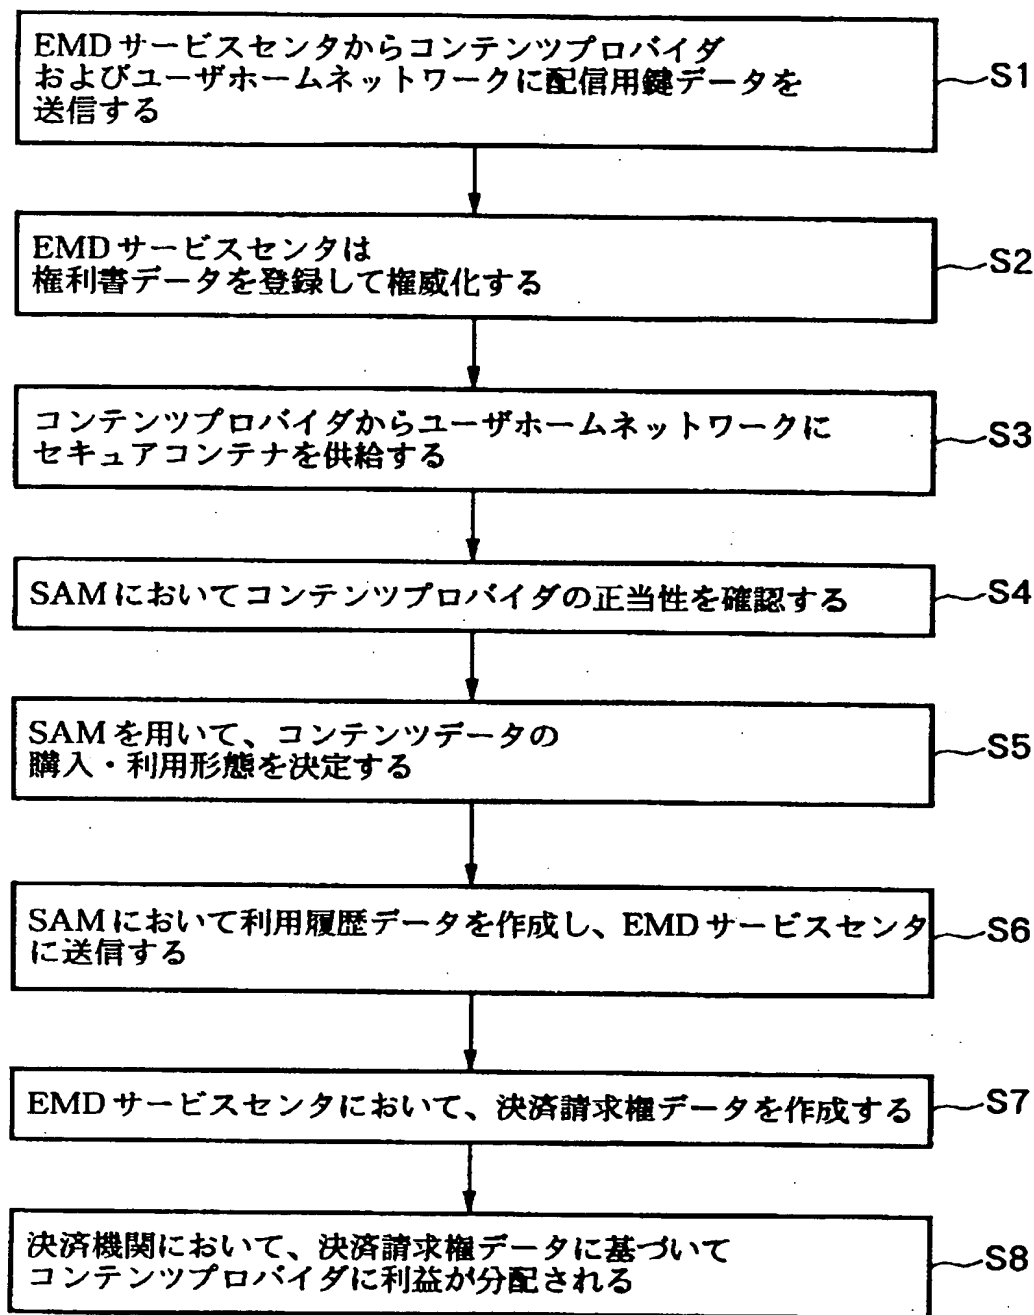 EMDサービスセンタからコンテンツプロバイダ
およびユーザホームネットワークに配信用鍵データを
送信する
S1
EMDサービスセンタは
権利書データを登録して権威化する
S2
コンテンツプロバイダからユーザホームネットワークに
セキュアコンテナを供給する
S3
SAMにおいてコンテンツプロバイダの正当性を確認する
S4
SAMを用いて、コンテンツデータの
購入・利用形態を決定する
S5
SAMにおいて利用履歴データを作成し、EMDサービスセンタ
に送信する
S6
EMDサービスセンタにおいて、決済請求権データを作成する
S7
決済機関において、決済請求権データに基づいて
コンテンツプロバイダに利益が分配される
S8